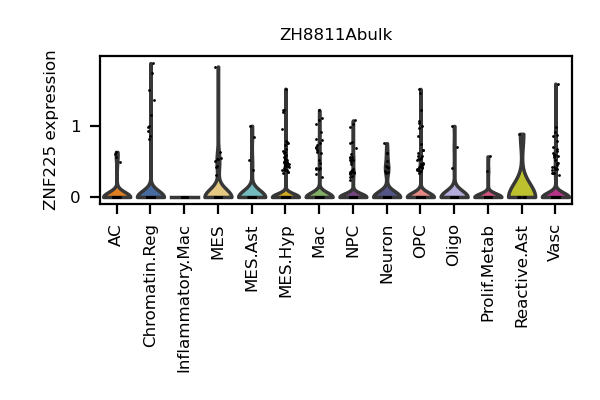 ZH8811Abulk
ZNF225 expression
1
0
AC
Chromatin.Reg
Inflammatory.Mac
MES
MES.Ast
MES.Hyp
Mac
NPC
Neuron
OPC
Oligo
Prolif.Metab
Reactive.Ast
Vasc